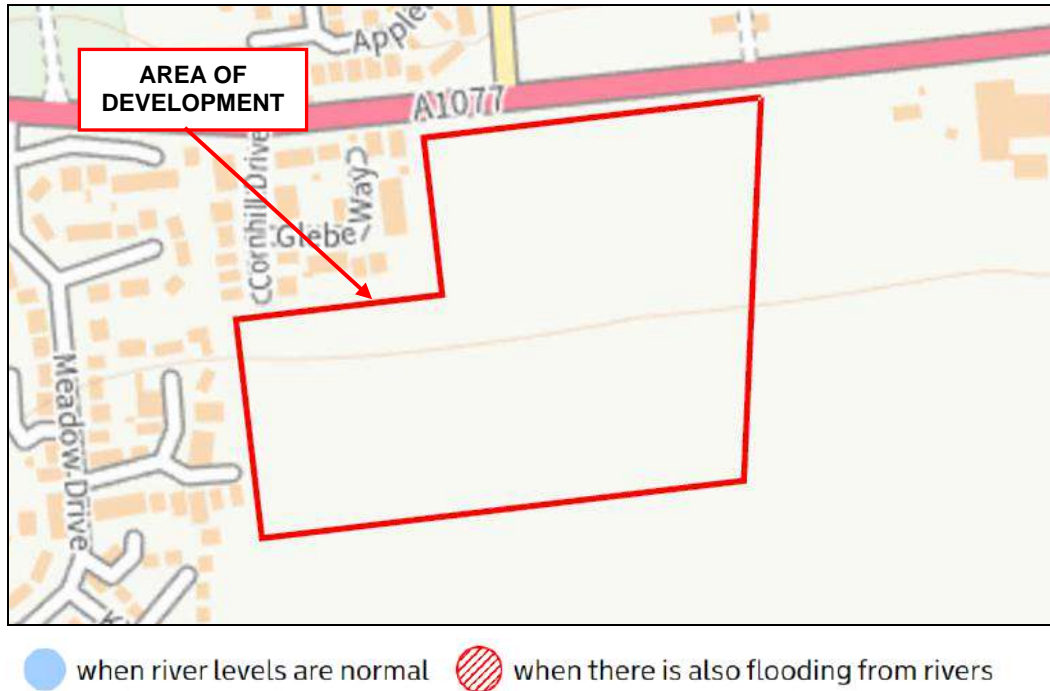 Apple
AREA OF
DEVELOPMENT
A1077
Cornhill Drive
Glebe Way
Meadow Drive
when river levels are normal
when there is also flooding from rivers